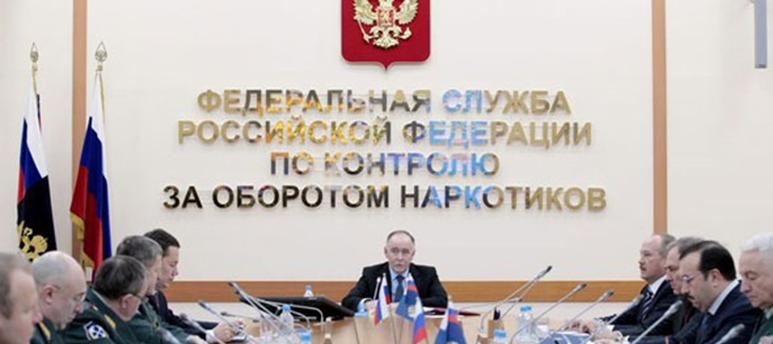 ФЕДЕРАЛЬНАЯ СЛУЖБА
РОССИЙСКОЙ ФЕДЕРАЦИИ
ПО КОНТРОЛЮ
ЗА ОБОРОТОМ НАРКОТИКОВ